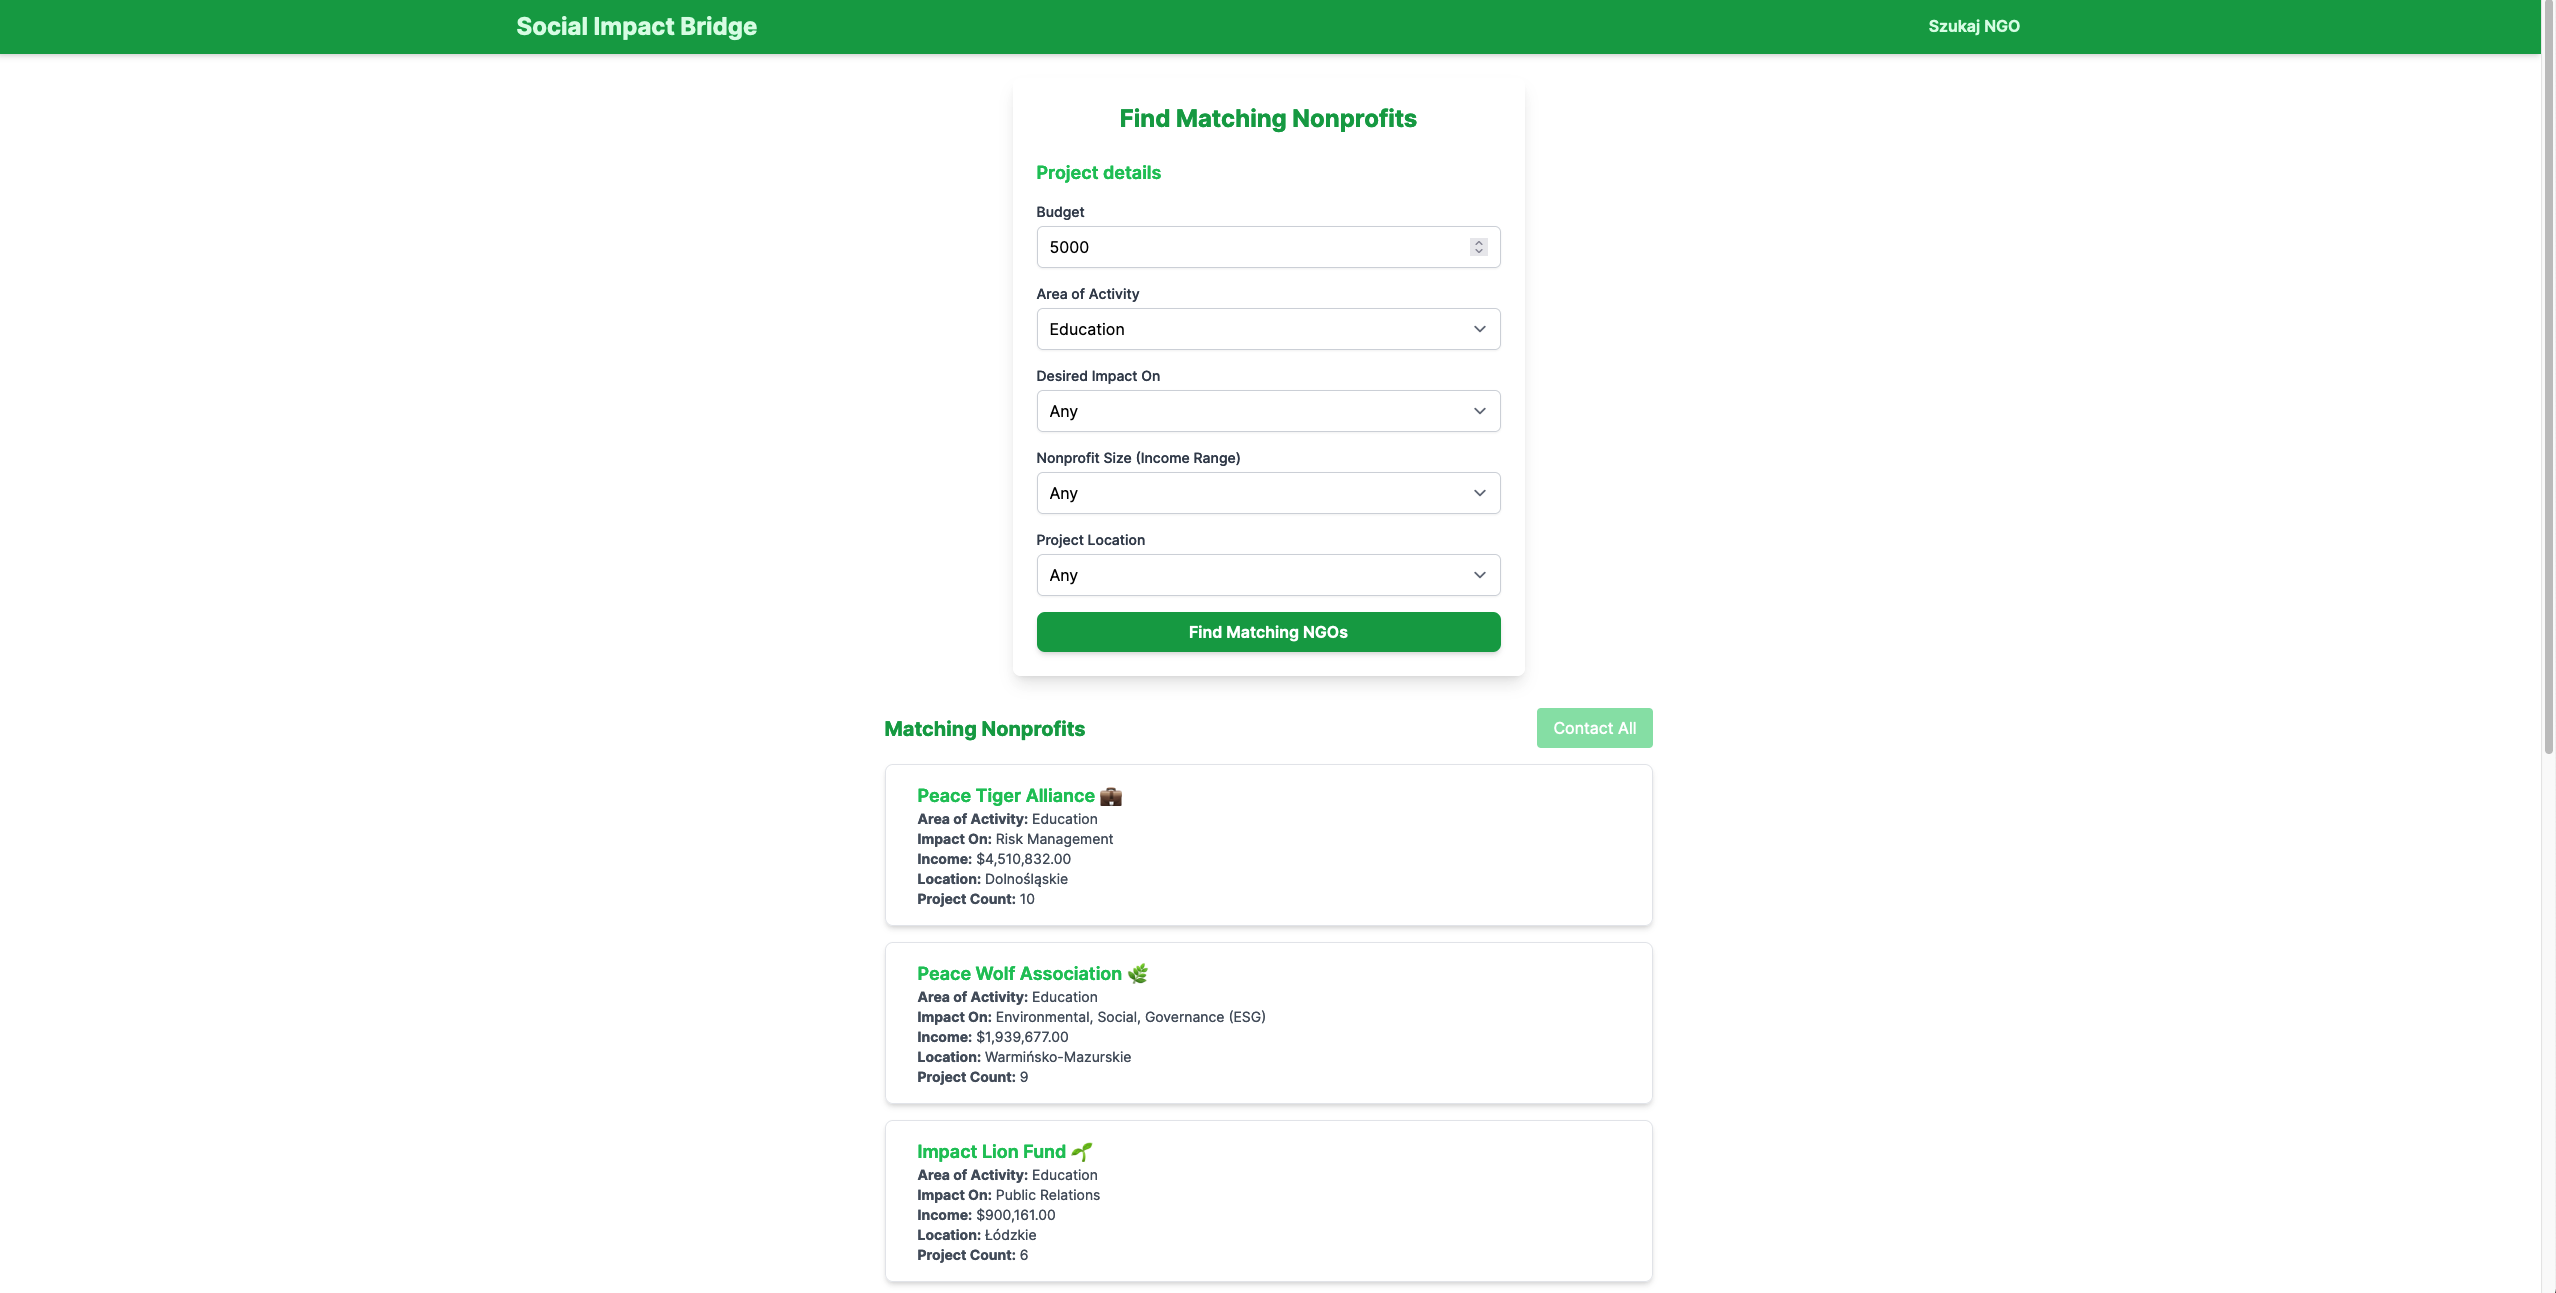 Social Impact Bridge
Szukaj NGO
Find Matching Nonprofits
Project details
Budget
5000
Area of Activity
Education
Desired Impact On
Any
Nonprofit Size (Income Range)
Any
Project Location
Any
Find Matching NGOs
Matching Nonprofits
Contact All
Peace Tiger Alliance 💼
Area of Activity: Education
Impact On: Risk Management
Income: $4,510,832.00
Location: Dolnośląskie
Project Count: 10
Peace Wolf Association 🌿
Area of Activity: Education
Impact On: Environmental, Social, Governance (ESG)
Income: $1,939,677.00
Location: Warmińsko-Mazurskie
Project Count: 9
Impact Lion Fund 🌱
Area of Activity: Education
Impact On: Public Relations
Income: $900,161.00
Location: Łódzkie
Project Count: 6